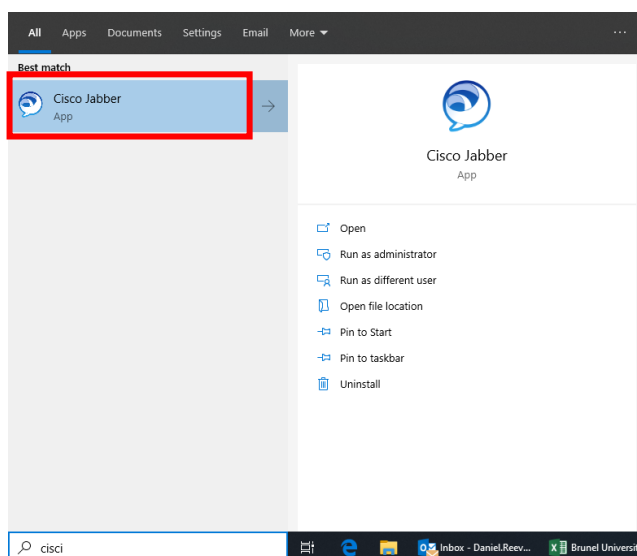 All Apps Documents Settings Email More ...
Best match
Cisco Jabber
App
Cisco Jabber
App
Open
Run as administrator
Run as different user
Open file location
Pin to Start
Pin to taskbar
Uninstall
cisci
Inbox - Daniel.Reev... Brunel Universi